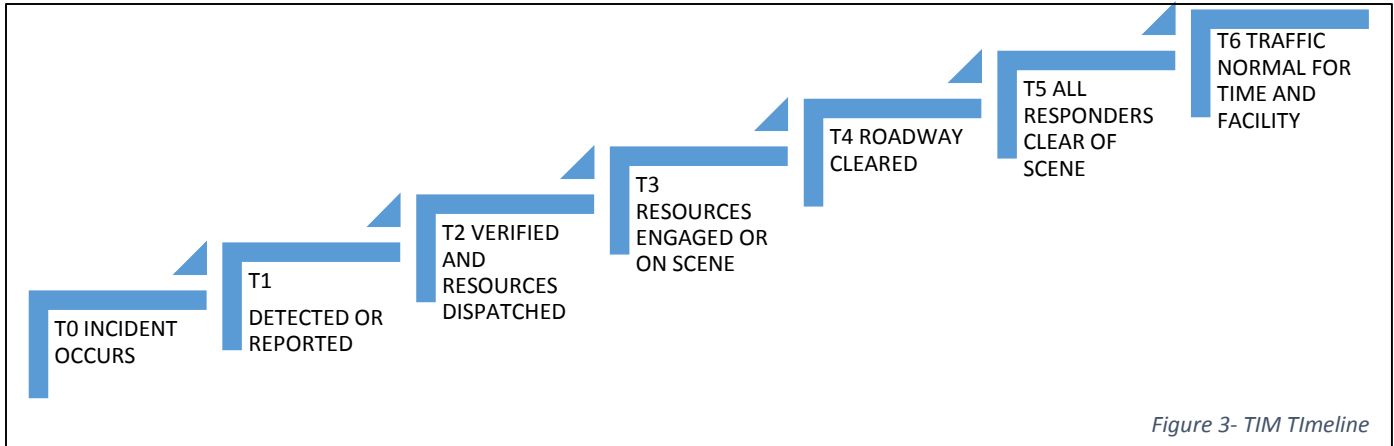 T0 INCIDENT
OCCURS
T1
DETECTED OR
REPORTED
T2 VERIFIED
AND
RESOURCES
DISPATCHED
T3
RESOURCES
ENGAGED OR
ON SCENE
T4 ROADWAY
CLEARED
T5 ALL
RESPONDERS
CLEAR OF
SCENE
T6 TRAFFIC
NORMAL FOR
TIME AND
FACILITY
Figure 3- TIM TImeline